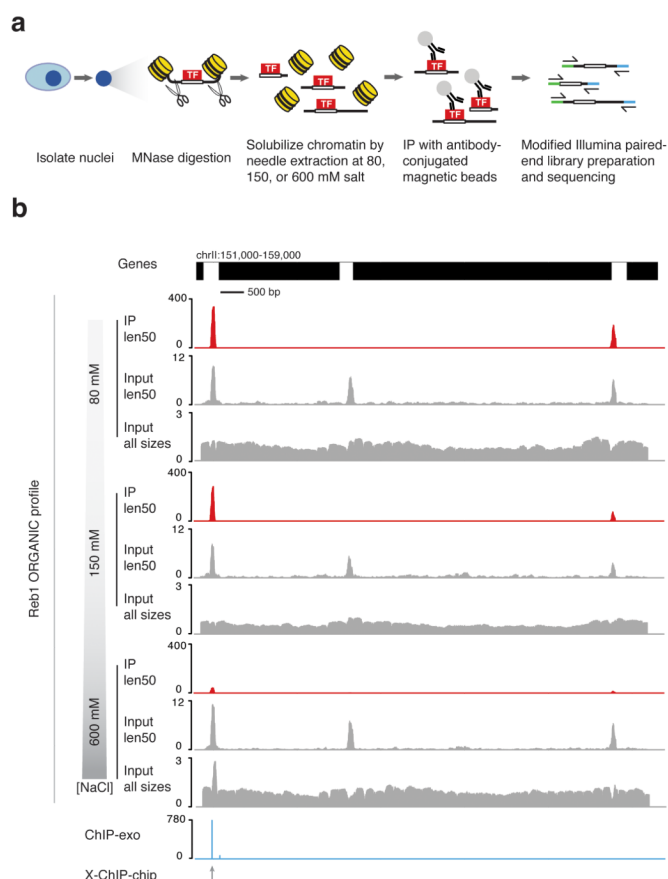 a
TF
TF
TF
TF
TF
TF
TF
Isolate nuclei
MNase digestion
Solubilize chromatin by
needle extraction at 80,
150, or 600 mM salt
IP with antibody-
conjugated
magnetic beads
Modified Illumina paired-
end library preparation
and sequencing
b
chrII:151,000-159,000
Genes
500 bp
Reb1 ORGANIC profile
80 mM
IP
len50
400
0
Input
len50
12
0
Input
all sizes
3
0
150 mM
IP
len50
400
0
Input
len50
12
0
Input
all sizes
3
0
600 mM
IP
len50
400
0
Input
len50
12
0
Input
all sizes
3
0
[NaCl]
ChIP-exo
780
0
X-ChIP-chip